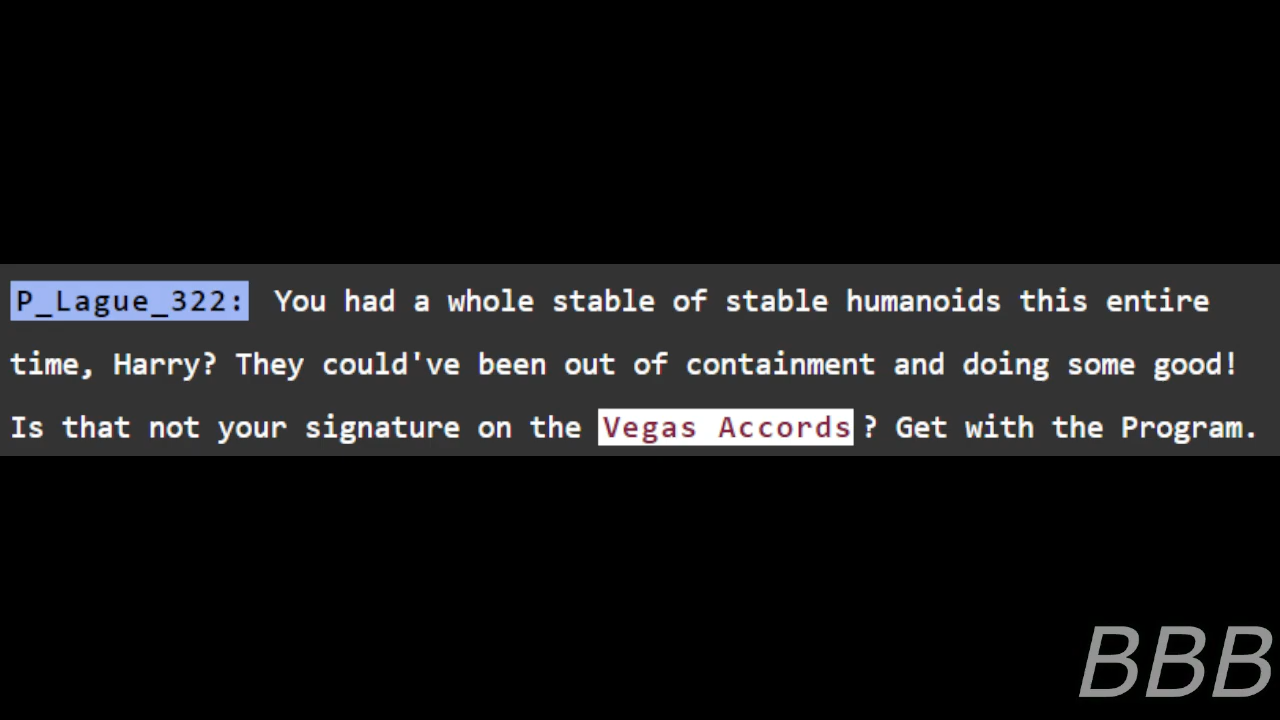 P_Lague_322: You had a whole stable of stable humanoids this entire
time, Harry? They could've been out of containment and doing some good!
Is that not your signature on the Vegas Accords? Get with the Program.
BBB